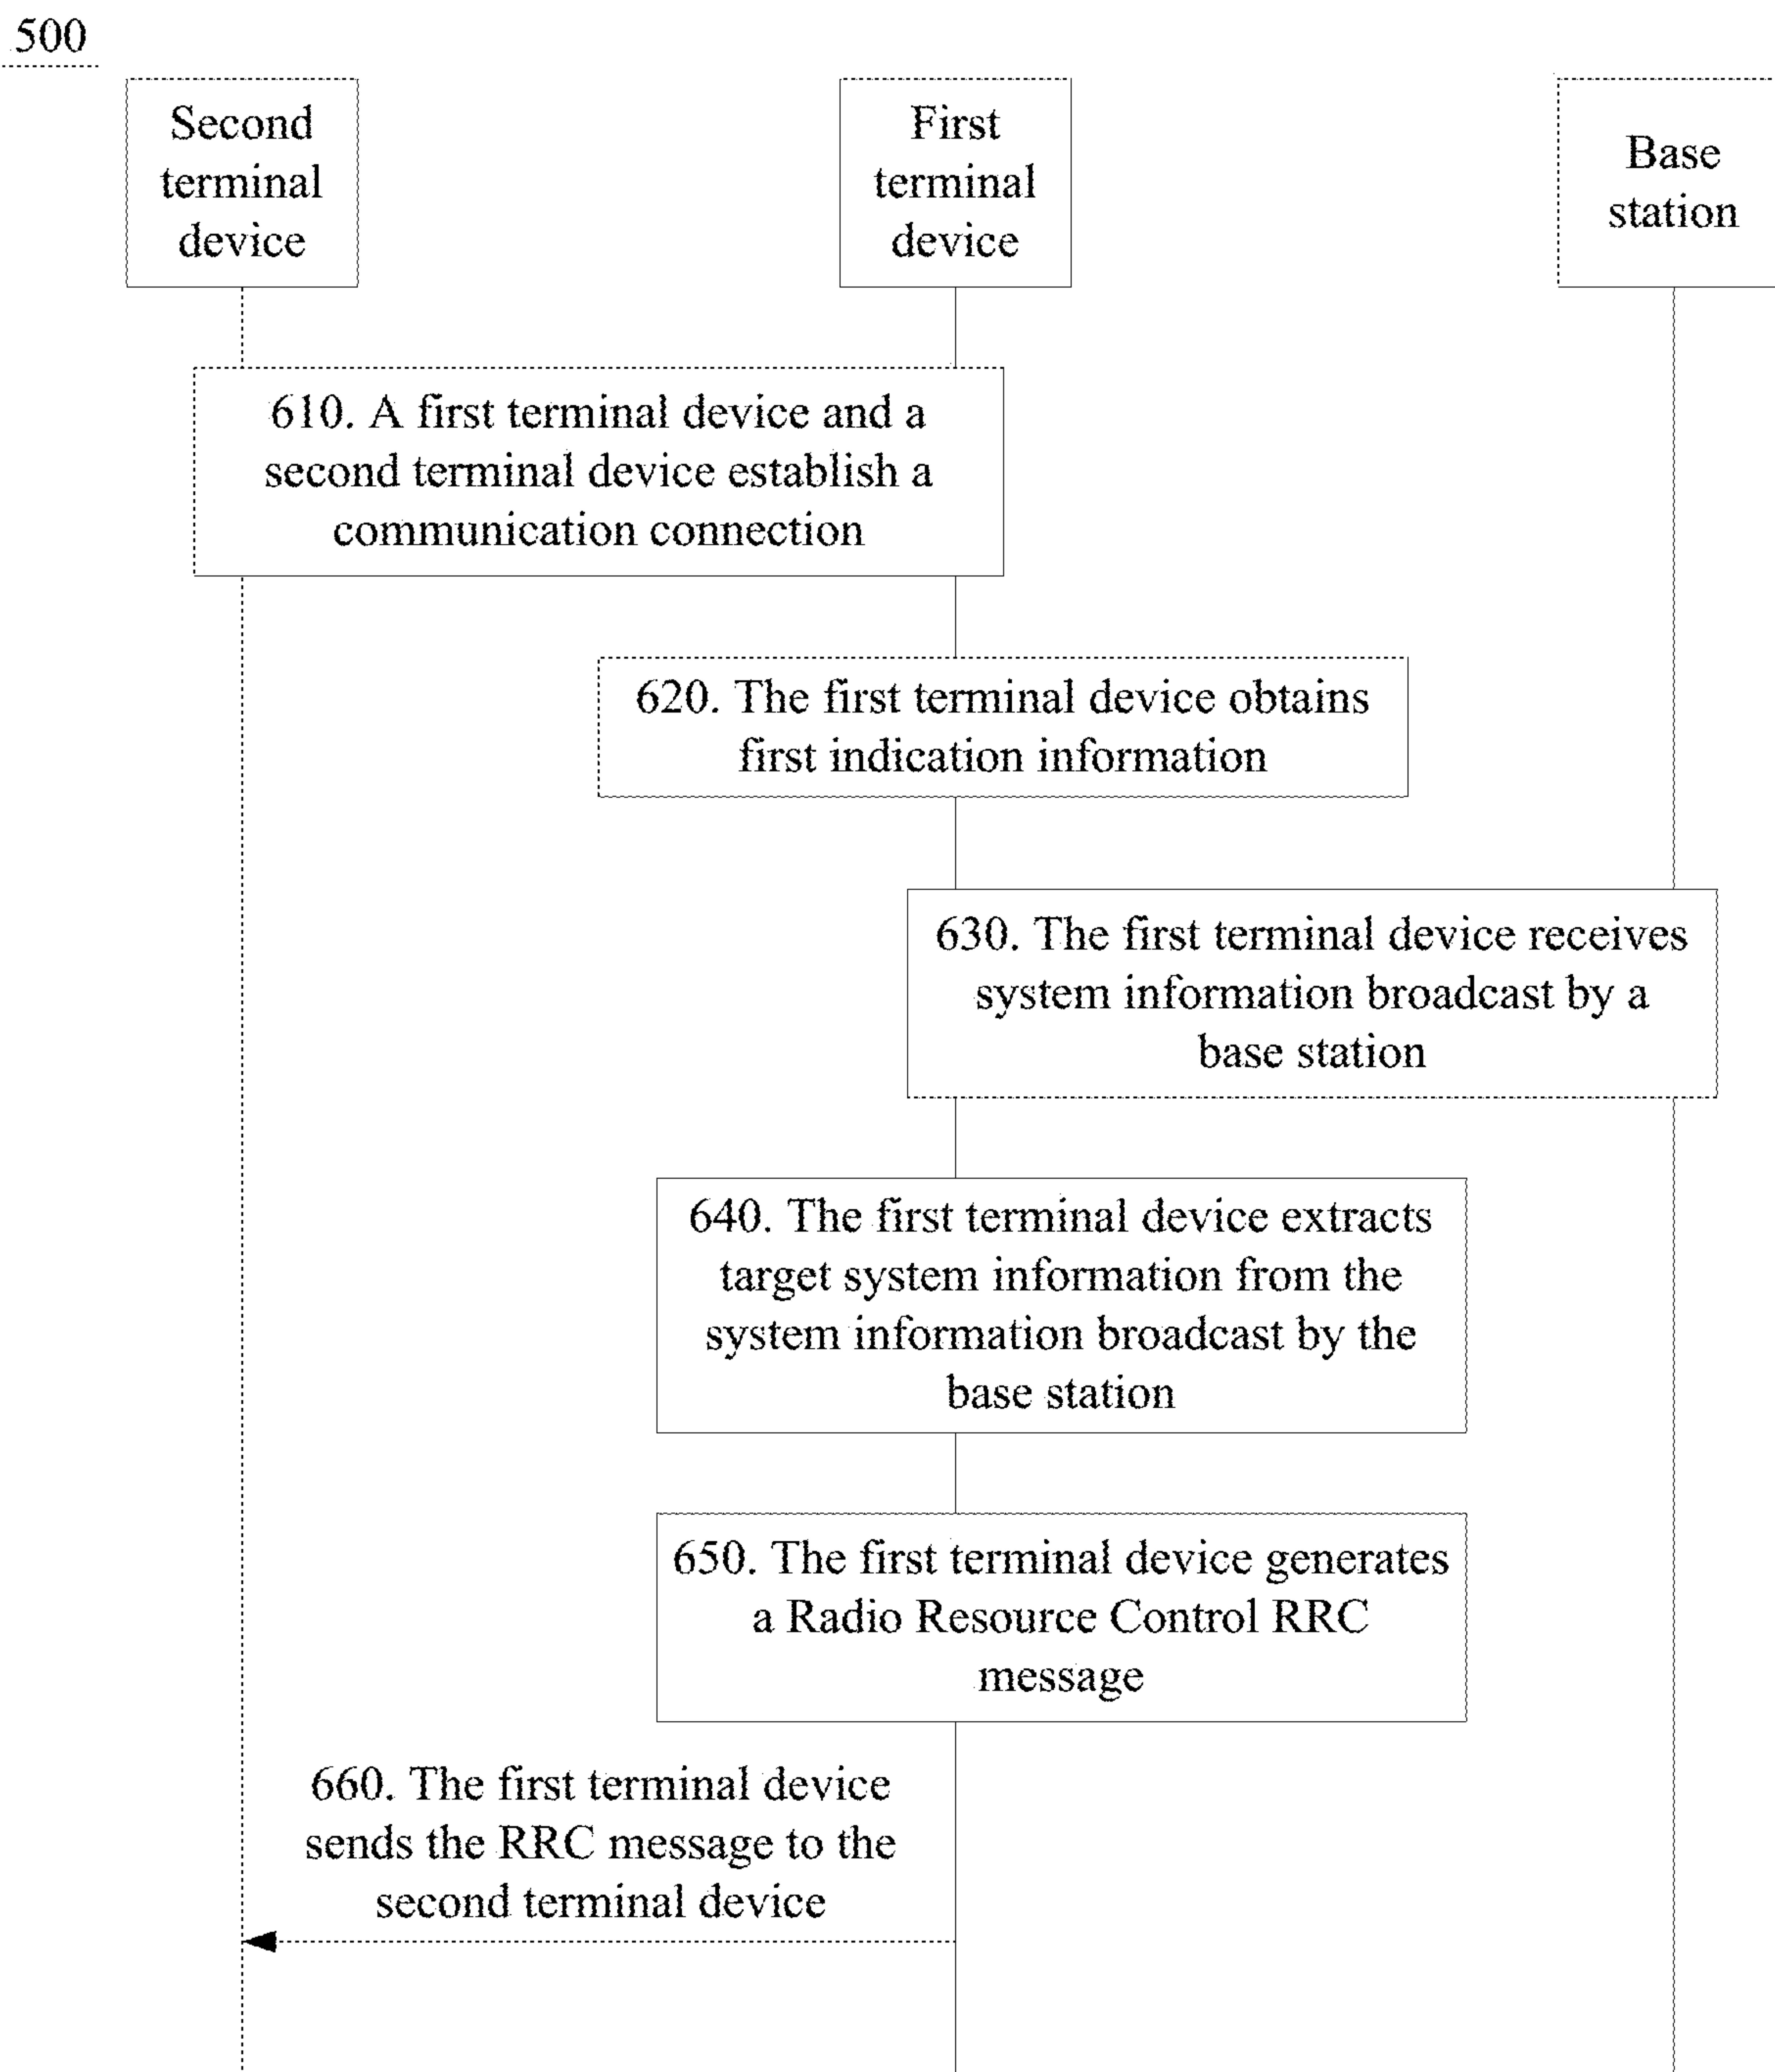 500
Second
terminal
device
First
terminal
device
Base
station
610. A first terminal device and a
second terminal device establish a
communication connection
620. The first terminal device obtains
first indication information
630. The first terminal device receives
system information broadcast by a
base station
640. The first terminal device extracts
target system information from the
system information broadcast by the
base station
650. The first terminal device generates
a Radio Resource Control RRC
message
660. The first terminal device
sends the RRC message to the
second terminal device